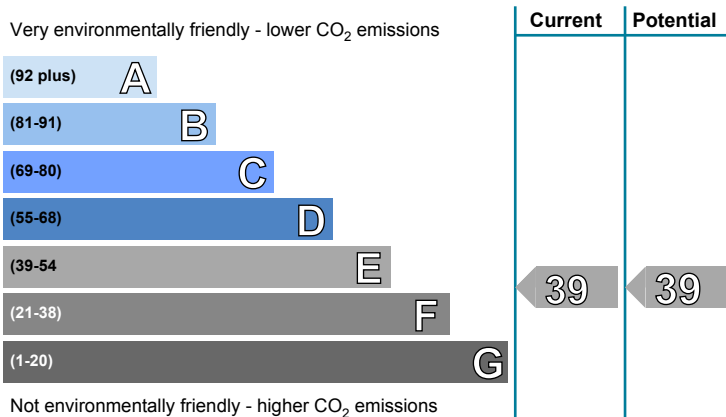 Very environmentally friendly - lower CO2 emissions
Current Potential
(92 plus) A
(81-91) B
(69-80) C
(55-68) D
(39-54 E
39 39
(21-38) F
(1-20) G
Not environmentally friendly - higher CO2 emissions